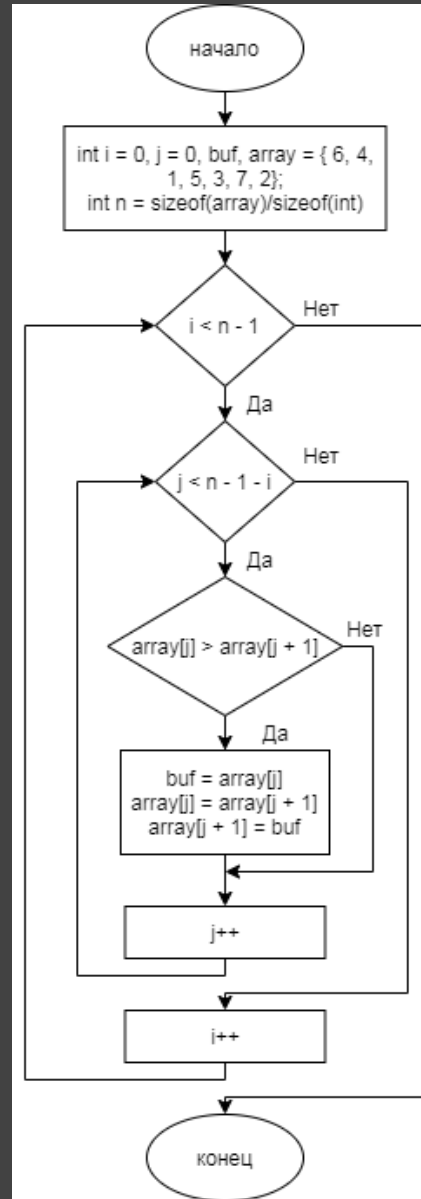 начало
int i = 0, j = 0, buf, array = { 6, 4,
1, 5, 3, 7, 2};
int n = sizeof(array)/sizeof(int)
i < n - 1
Нет
Да
j < n - 1 - i
Нет
Да
array[j] > array[j + 1]
Нет
Да
buf = array[j]
array[j] = array[j + 1]
array[j + 1] = buf
j++
i++
конец